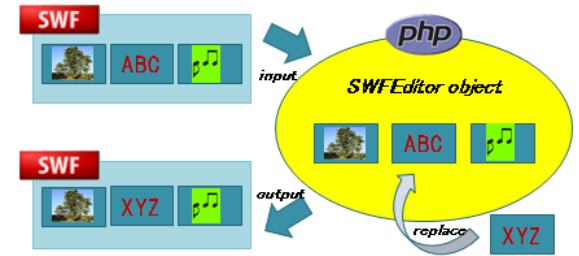 SWF
ABC
input
php
SWFEditor object
ABC
SWF
XYZ
output
replace
XYZ